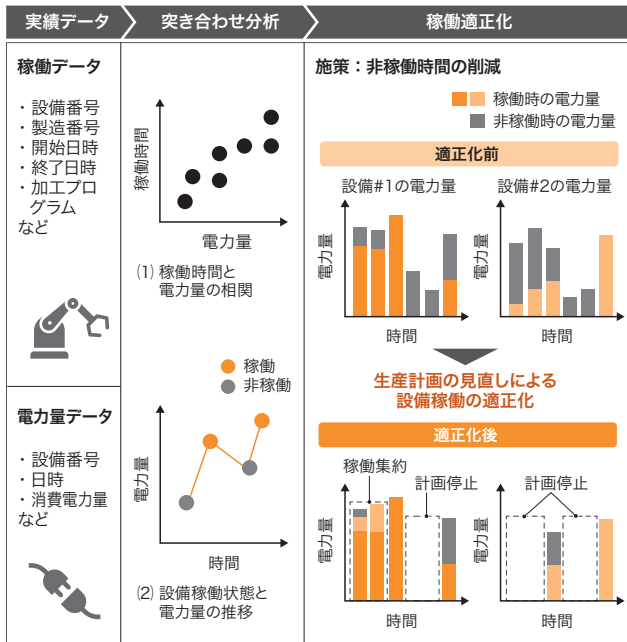 実績データ
突き合わせ分析
稼働適正化
稼働データ
・設備番号
・製造番号
・開始日時
・終了日時
・加工プロ
グラム
など
電力量データ
・設備番号
・日時
・消費電力量
など
稼働時間
電力量
(1) 稼働時間と
電力量の相関
稼働
非稼働
電力量
時間
(2) 設備稼働状態と
電力量の推移
施策：非稼働時間の削減
稼働時の電力量
非稼働時の電力量
適正化前
設備#1の電力量
設備#2の電力量
電力量
時間
電力量
時間
生産計画の見直しによる
設備稼働の適正化
適正化後
稼働集約
計画停止
計画停止
電力量
時間
電力量
時間